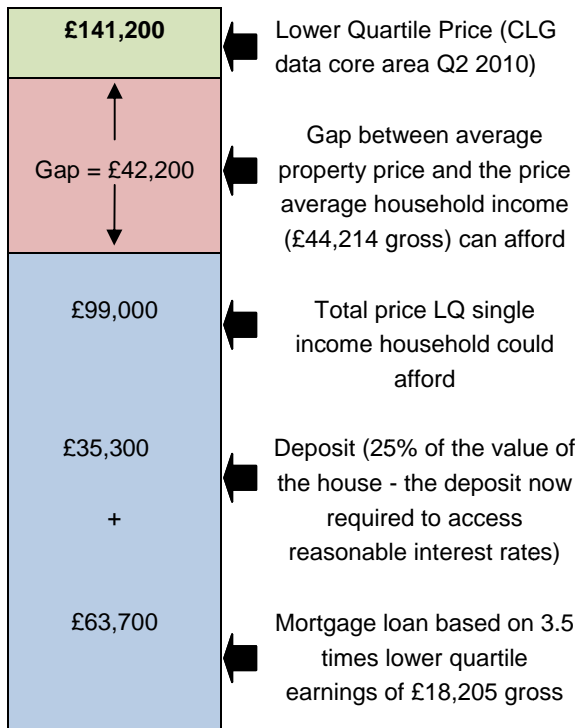 £141,200
Lower Quartile Price (CLG
data core area Q2 2010)
Gap = £42,200
Gap between average
property price and the price
average household income
(£44,214 gross) can afford
£99,000
Total price LQ single
income household could
afford
£35,300
Deposit (25% of the value of
the house - the deposit now
required to access
reasonable interest rates)
+
£63,700
Mortgage loan based on 3.5
times lower quartile
earnings of £18,205 gross